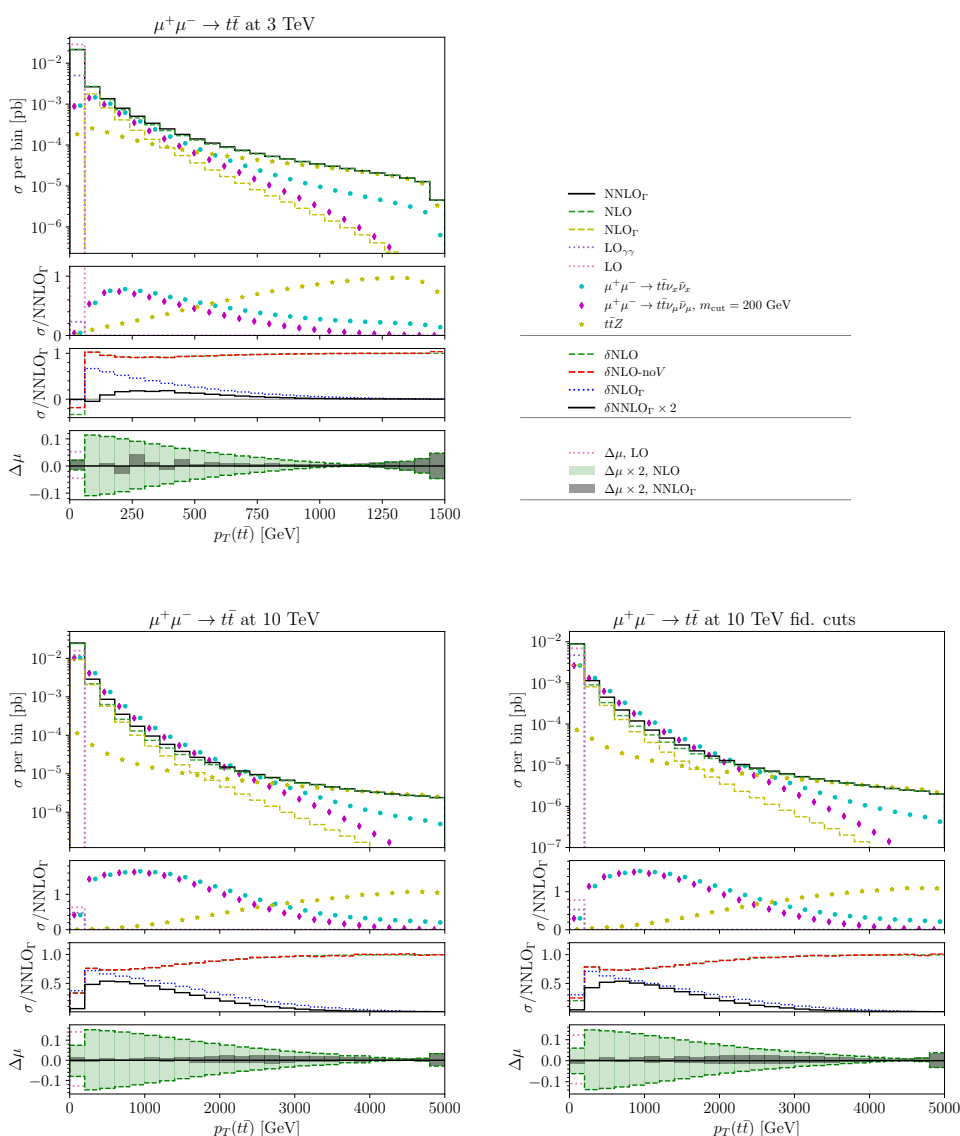 μ⁺μ⁻ → tt̄ at 3 TeV
σ per bin [pb]
10⁻²
10⁻³
10⁻⁴
10⁻⁵
10⁻⁶
σ/NNLO_Γ
1
0
σ/NNLO_Γ
1
0
Δμ
0.1
0.0
−0.1
0 250 500 750 1000 1250 1500
p_T(tt̄) [GeV]
NNLO_Γ
NLO
NLO_Γ
LO_γγ
LO
μ⁺μ⁻ → tt̄ν_xν̄_x
μ⁺μ⁻ → tt̄ν_μν̄_μ, m_cut = 200 GeV
tt̄Z
δNLO
δNLO-noV
δNLO_Γ
δNNLO_Γ × 2
Δμ, LO
Δμ × 2, NLO
Δμ × 2, NNLO_Γ
μ⁺μ⁻ → tt̄ at 10 TeV
σ per bin [pb]
10⁻²
10⁻³
10⁻⁴
10⁻⁵
10⁻⁶
σ/NNLO_Γ
1
0
σ/NNLO_Γ
1.0
0.5
Δμ
0.1
0.0
−0.1
0 1000 2000 3000 4000 5000
p_T(tt̄) [GeV]
μ⁺μ⁻ → tt̄ at 10 TeV fid. cuts
σ per bin [pb]
10⁻²
10⁻³
10⁻⁴
10⁻⁵
10⁻⁶
10⁻⁷
σ/NNLO_Γ
1
0
σ/NNLO_Γ
1.0
0.5
Δμ
0.1
0.0
−0.1
0 1000 2000 3000 4000 5000
p_T(tt̄) [GeV]